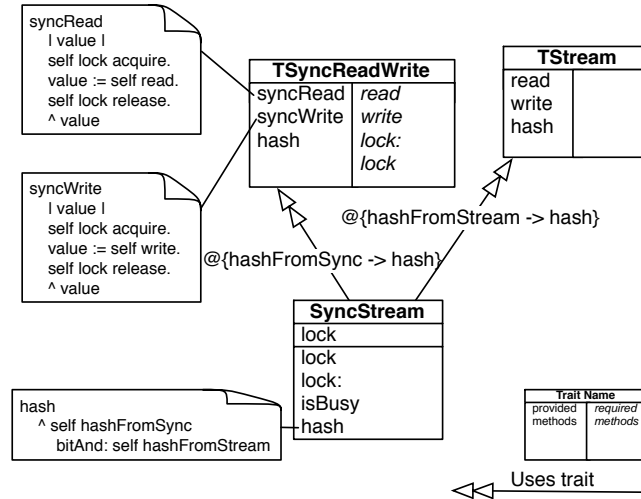 syncRead
| value |
self lock acquire.
value := self read.
self lock release.
^ value
TSyncReadWrite
syncRead
syncWrite
hash
read
write
lock:
lock
TStream
read
write
hash
syncWrite
| value |
self lock acquire.
value := self write.
self lock release.
^ value
@{hashFromStream -> hash}
@{hashFromSync -> hash}
SyncStream
lock
lock
lock:
isBusy
hash
hash
^ self hashFromSync
bitAnd: self hashFromStream
Trait Name
provided
methods
required
methods
Uses trait